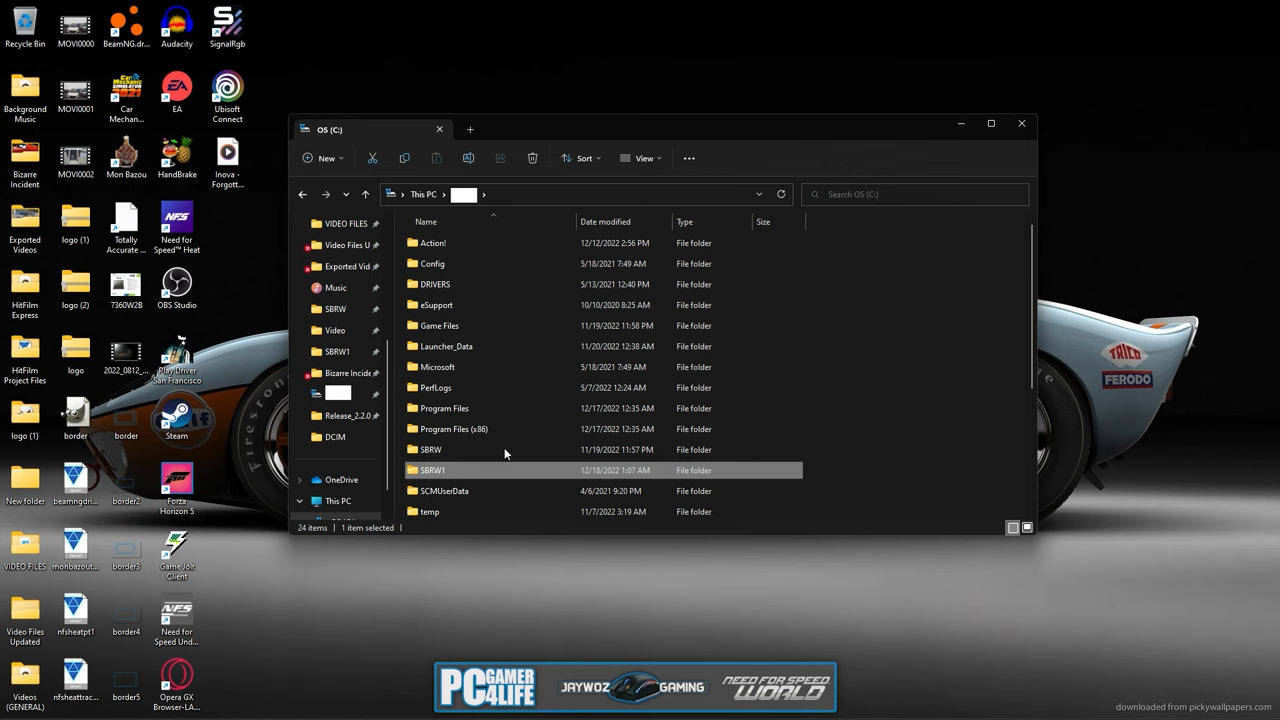 Recycle Bin
MOVI0000
BeamNG.dr...
Audacity
SignalRgb
Background
Music
MOVI0001
Car
Mechan...
EA
Ubisoft
Connect
Bizarre
Incident
MOVI0002
Mon Bazou
HandBrake
Inova -
Forgott...
Exported
Videos
logo (1)
Totally
Accurate ...
Need for
Speed™ Heat
HitFilm
Express
logo (2)
7360W2B
OBS Studio
HitFilm
Project Files
logo
2022_0812_...
Play Driver
San Francisco
logo (1)
border
border
Steam
New folder
beamngdri...
border2
Forza
Horizon 5
VIDEO FILES
monbazout...
border3
Game Jolt
Client
Video Files
Updated
nfsheatpt1
border4
Need for
Speed Und...
Videos
(GENERAL)
nfsheattrac...
border5
Opera GX
Browser-LA...
OS (C:)
New
Sort
View
This PC
Search OS (C:)
Name
Date modified
Type
Size
VIDEO FILES
Video Files U
Exported Vid
Music
SBRW
Video
SBRW1
Bizarre Incide
Release_2.2.0
DCIM
OneDrive
This PC
Action! 12/12/2022 2:56 PM File folder
Config 5/18/2021 7:49 AM File folder
DRIVERS 5/13/2021 12:40 PM File folder
eSupport 10/10/2020 8:25 AM File folder
Game Files 11/19/2022 11:58 PM File folder
Launcher_Data 11/20/2022 12:38 AM File folder
Microsoft 5/18/2021 7:49 AM File folder
PerfLogs 5/7/2022 12:24 AM File folder
Program Files 12/17/2022 12:35 AM File folder
Program Files (x86) 12/17/2022 12:35 AM File folder
SBRW 11/19/2022 11:57 PM File folder
SBRW1 12/18/2022 1:07 AM File folder
SCMUserData 4/6/2021 9:20 PM File folder
temp 11/7/2022 3:19 AM File folder
24 items
1 item selected
Firestone
TRICO
FERODO
PC GAMER 4LIFE
JAYWOZ GAMING
NEED FOR SPEED WORLD
downloaded from pickywallpapers.com